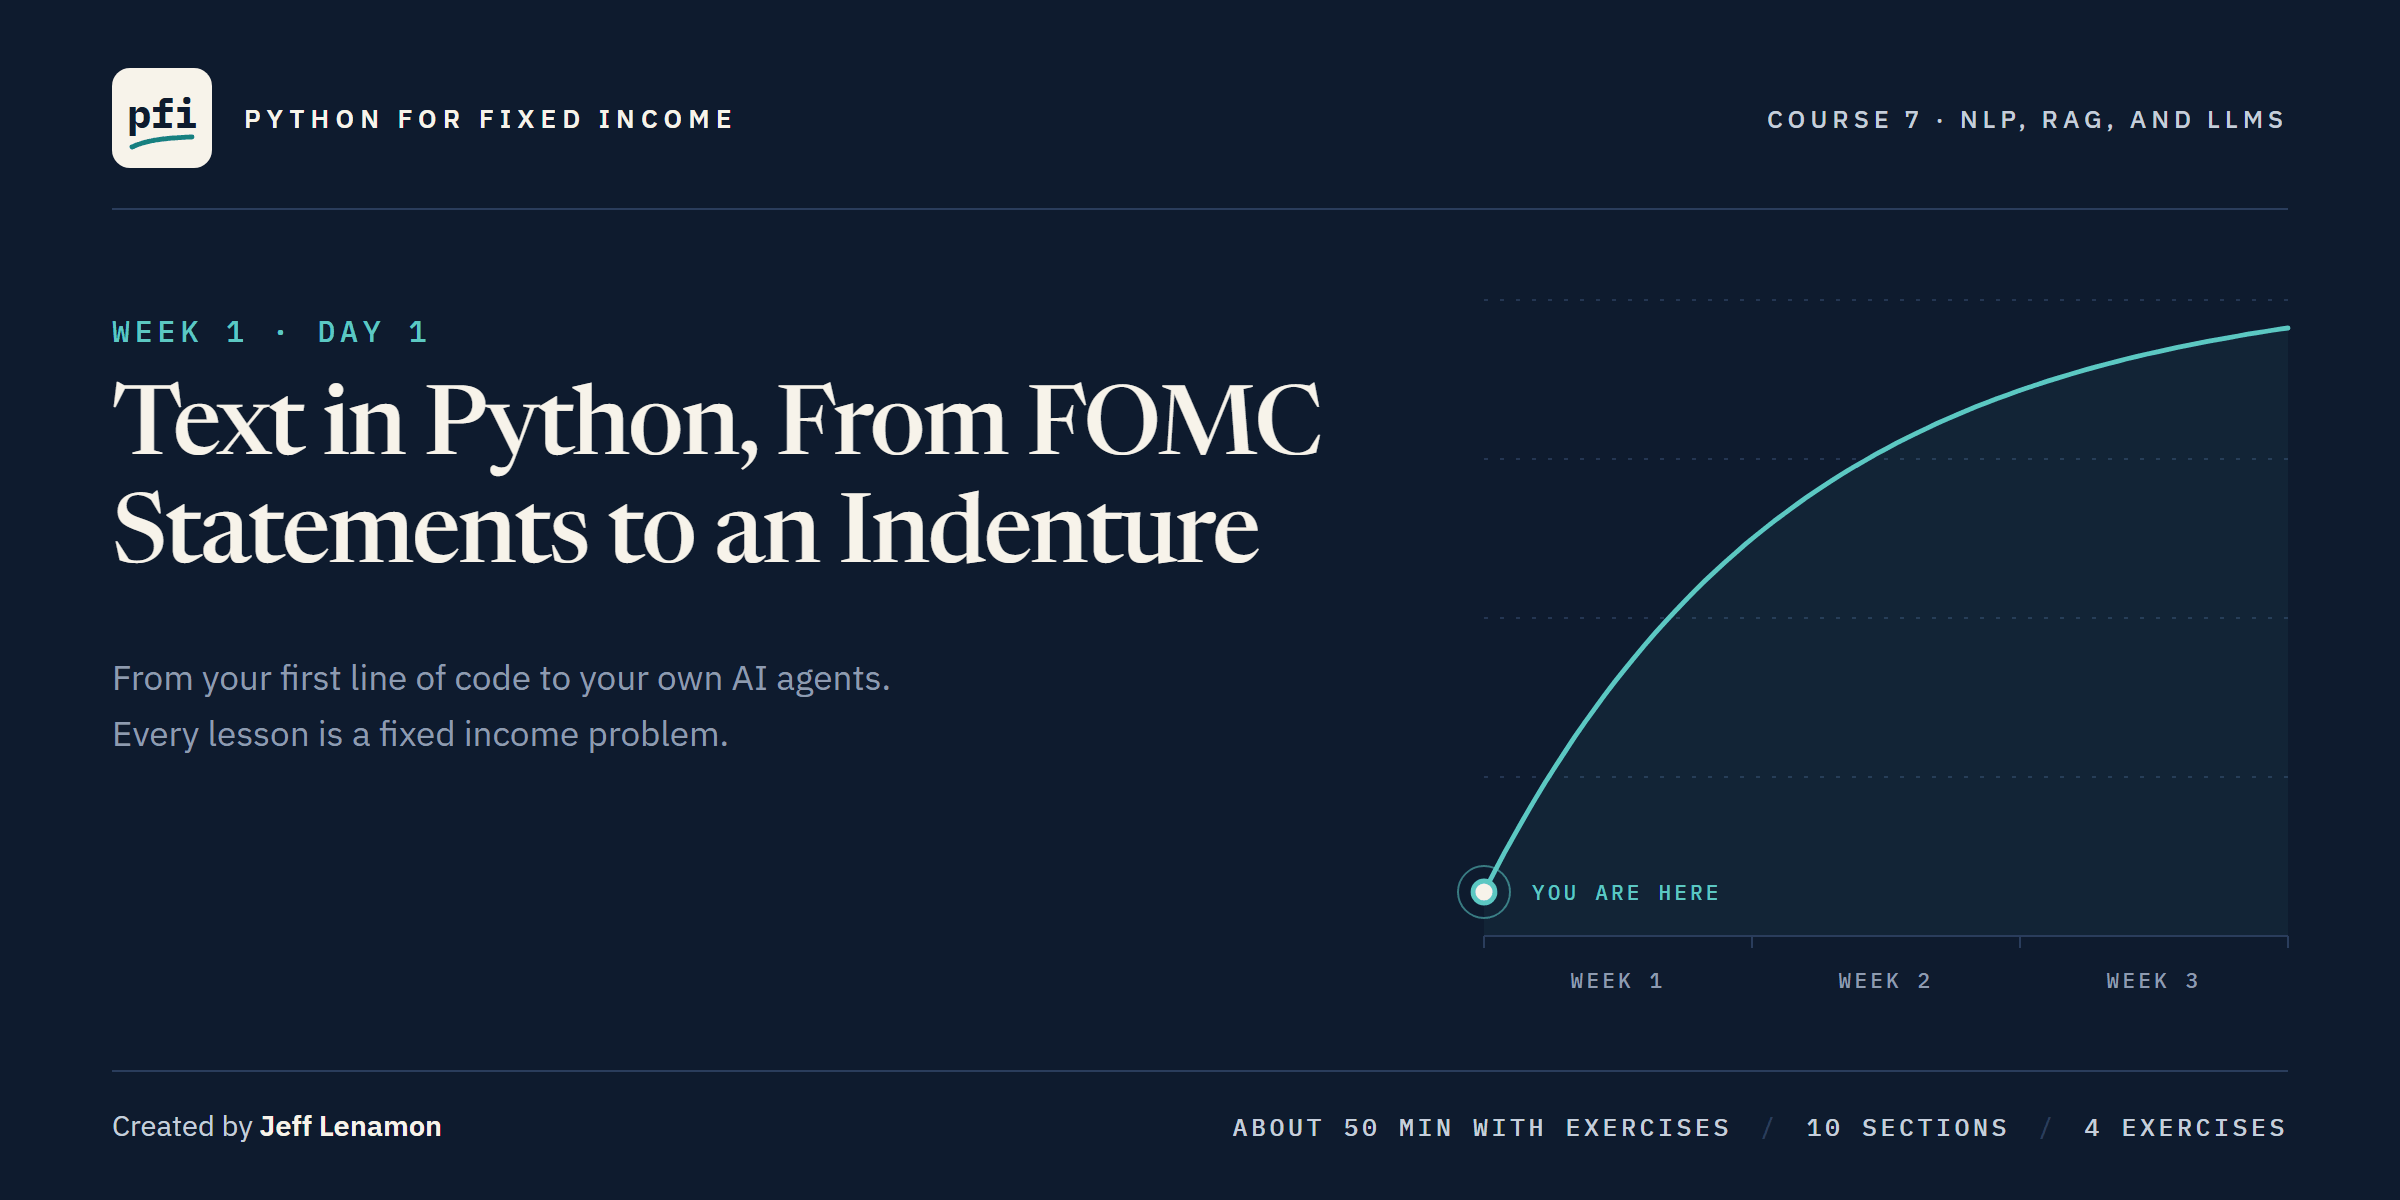 pfi
PYTHON FOR FIXED INCOME
COURSE 7 · NLP, RAG, AND LLMS
WEEK 1 · DAY 1
Text in Python, From FOMC
Statements to an Indenture
From your first line of code to your own AI agents.
Every lesson is a fixed income problem.
YOU ARE HERE
WEEK 1
WEEK 2
WEEK 3
Created by Jeff Lenamon
ABOUT 50 MIN WITH EXERCISES / 10 SECTIONS / 4 EXERCISES